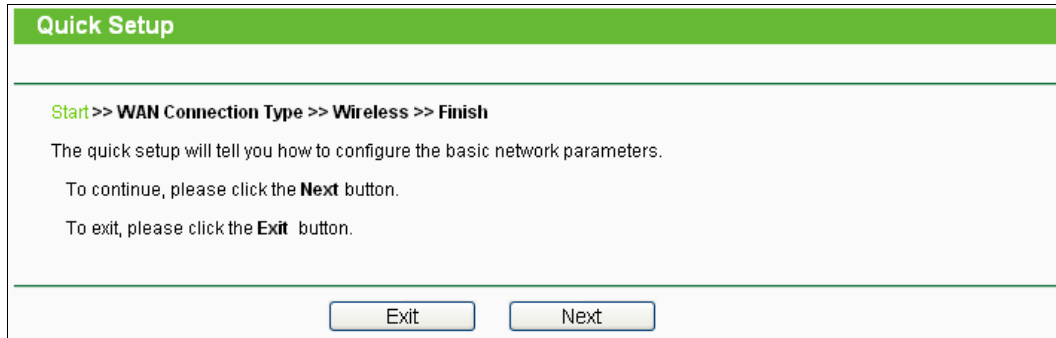 Quick Setup
Start >> WAN Connection Type >> Wireless >> Finish
The quick setup will tell you how to configure the basic network parameters.
To continue, please click the Next button.
To exit, please click the Exit button.
Exit Next